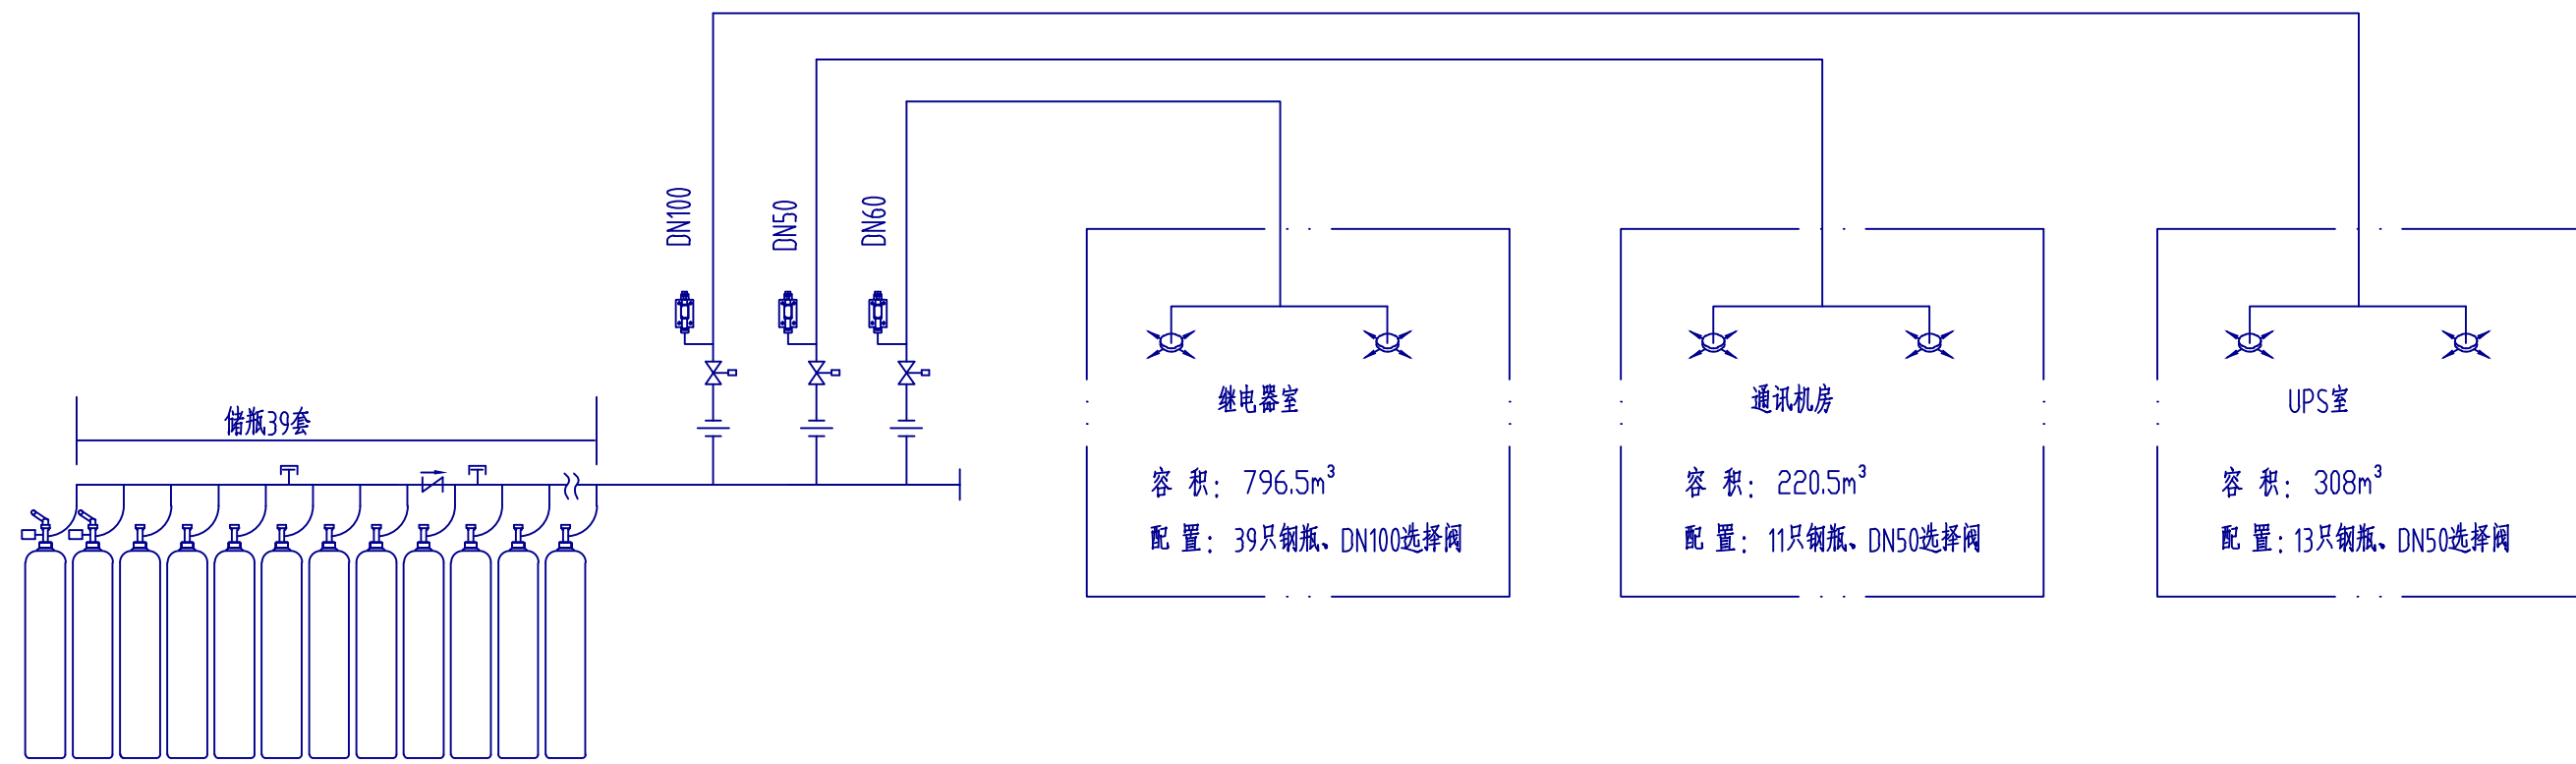 DN100
DN50
DN60
储瓶39套
继电器室
容 积： 796.5m³
配 置： 39只钢瓶、DN100选择阀
通讯机房
容 积： 220.5m³
配 置： 11只钢瓶、DN50选择阀
UPS室
容 积： 308m³
配 置：13只钢瓶、DN50选择阀